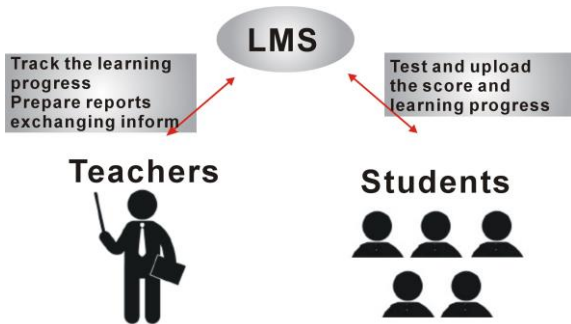 LMS
Track the learning
progress
Prepare reports
exchanging inform
Test and upload
the score and
learning progress
Teachers
Students